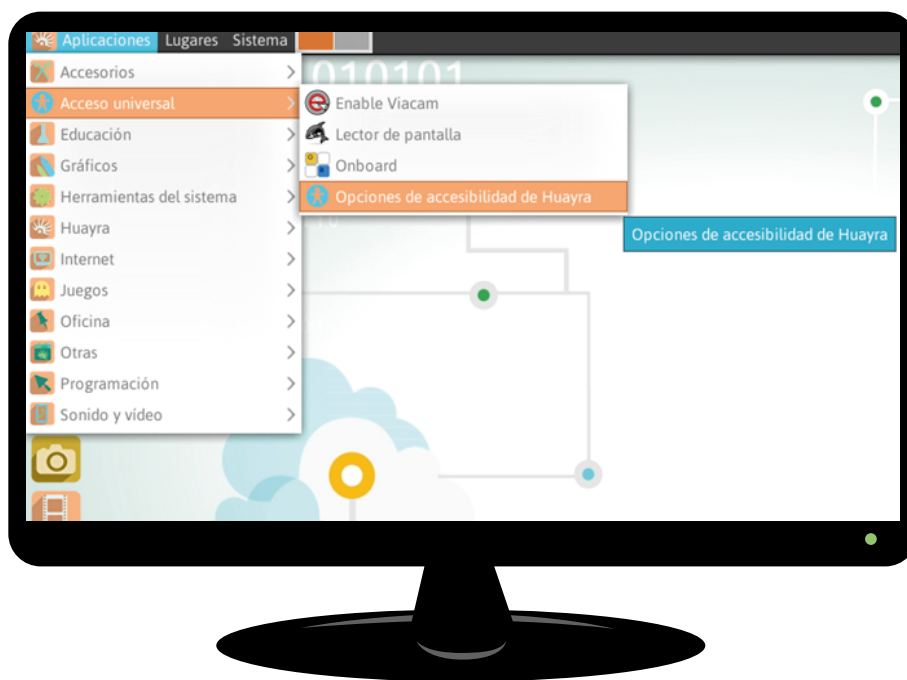 Aplicaciones Lugares Sistema
010101
Accesorios
Acceso universal
Educación
Gráficos
Herramientas del sistema
Huayra
Internet
Juegos
Oficina
Otras
Programación
Sonido y vídeo
Enable Viacam
Lector de pantalla
Onboard
Opciones de accesibilidad de Huayra
Opciones de accesibilidad de Huayra